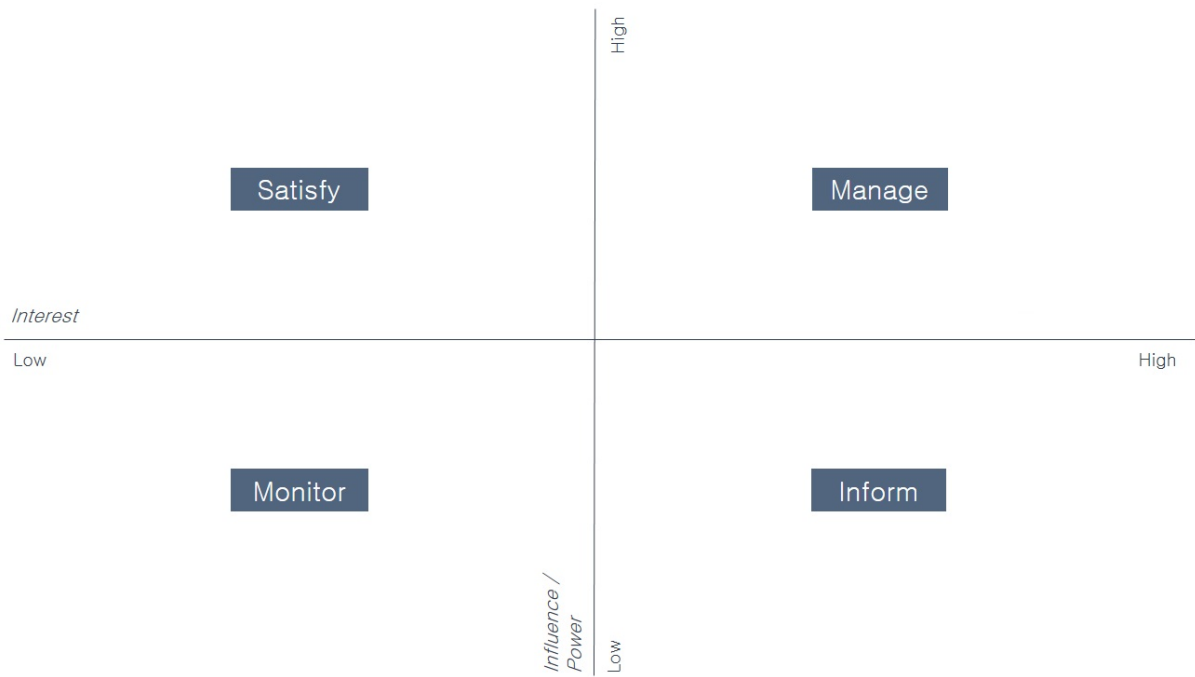 High
Satisfy
Manage
Interest
Low
High
Monitor
Inform
Influence /
Power
Low